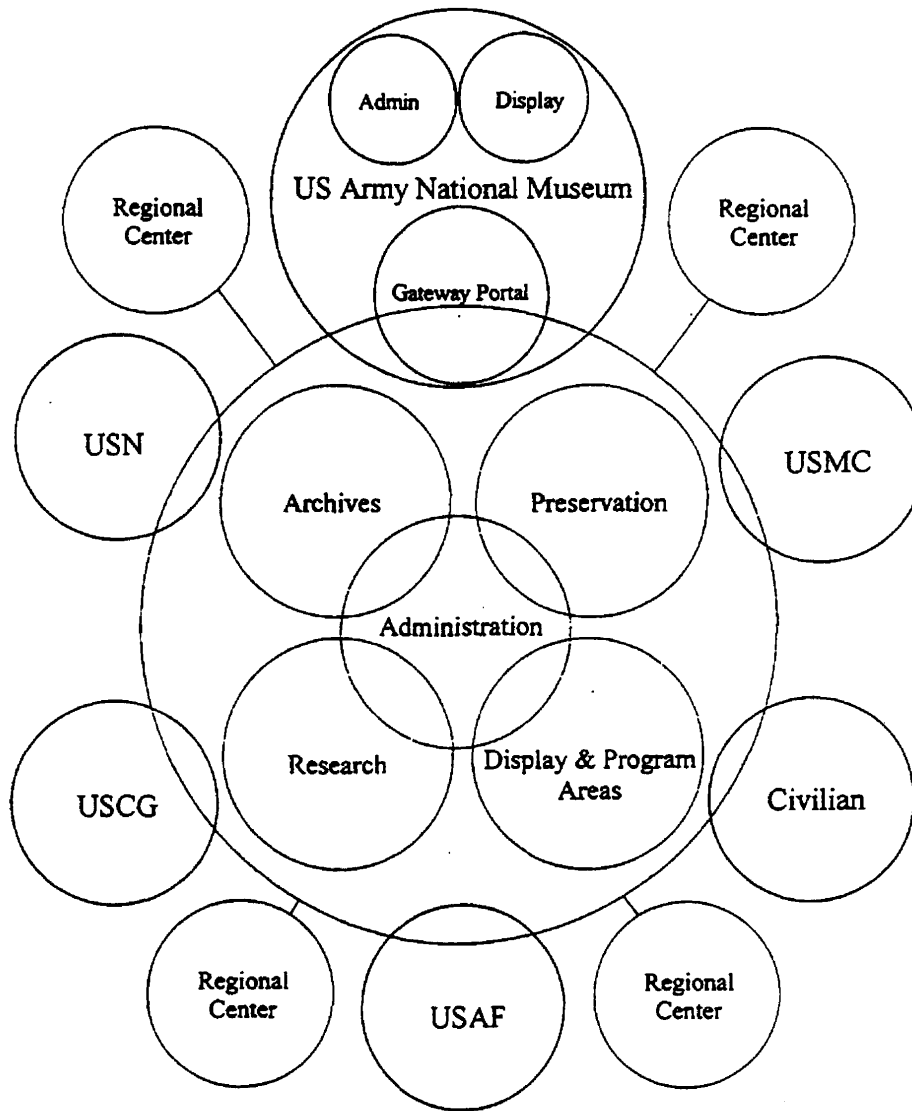 Admin
Display
US Army National Museum
Regional
Center
Regional
Center
Gateway Portal
USN
USMC
Archives
Preservation
Administration
Research
Display & Program
Areas
USCG
Civilian
Regional
Center
USAF
Regional
Center